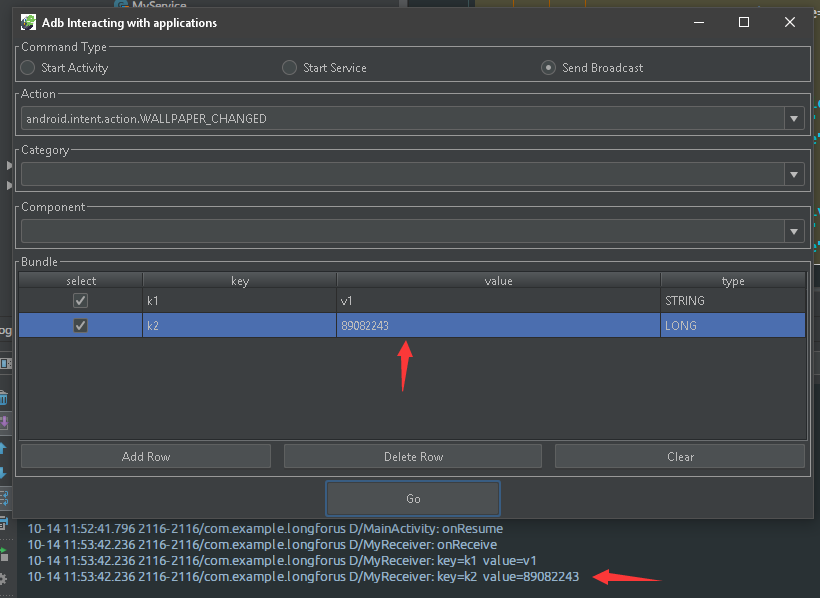 MyService
Adb Interacting with applications
Command Type
Start Activity
Start Service
Send Broadcast
Action
android.intent.action.WALLPAPER_CHANGED
Category
Component
Bundle
select key value type
k1 v1 STRING
k2 89082243 LONG
Add Row
Delete Row
Clear
Go
10-14 11:52:41.796 2116-2116/com.example.longforus D/MainActivity: onResume
10-14 11:53:42.236 2116-2116/com.example.longforus D/MyReceiver: onReceive
10-14 11:53:42.236 2116-2116/com.example.longforus D/MyReceiver: key=k1 value=v1
10-14 11:53:42.236 2116-2116/com.example.longforus D/MyReceiver: key=k2 value=89082243